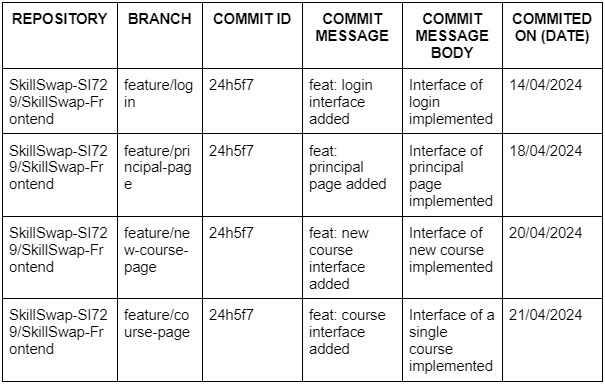 REPOSITORY BRANCH COMMIT ID COMMIT MESSAGE COMMIT MESSAGE BODY COMMITED ON (DATE)
SkillSwap-SI729/SkillSwap-Frontend feature/login 24h5f7 feat: login interface added Interface of login implemented 14/04/2024
SkillSwap-SI729/SkillSwap-Frontend feature/principal-page 24h5f7 feat: principal page added Interface of principal page implemented 18/04/2024
SkillSwap-SI729/SkillSwap-Frontend feature/new-course-page 24h5f7 feat: new course interface added Interface of new course implemented 20/04/2024
SkillSwap-SI729/SkillSwap-Frontend feature/course-page 24h5f7 feat: course interface added Interface of a single course implemented 21/04/2024